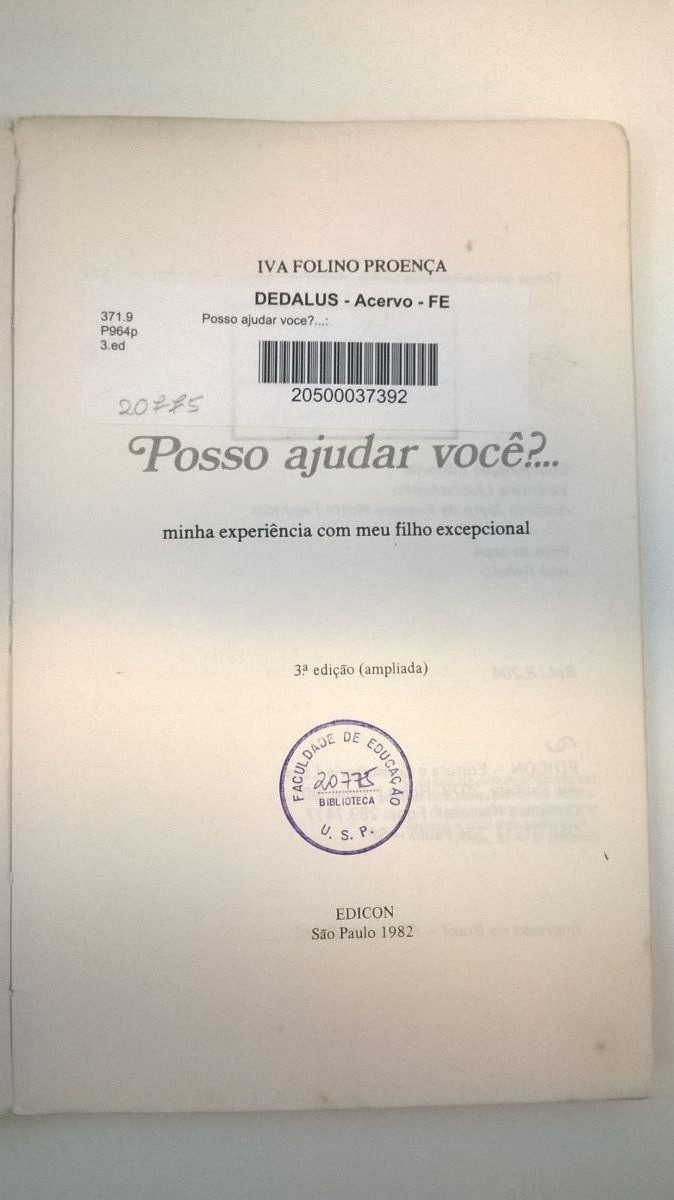 IVA FOLINO PROENÇA
DEDALUS - Acervo - FE
371.9
P964p
3.ed
Posso ajudar voce?...:
20500037392
20775
Posso ajudar você?...
minha experiência com meu filho excepcional
3ª edição (ampliada)
FACULDADE DE EDUCAÇÃO
20775
BIBLIOTECA
U. S. P.
EDICON
São Paulo 1982